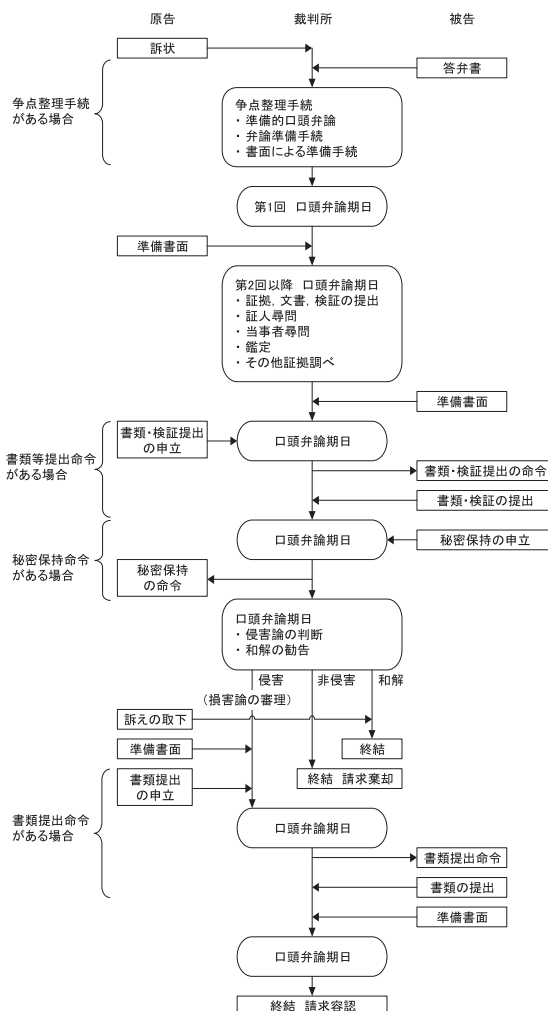 原告 裁判所 被告
訴状
答弁書
争点整理手続
がある場合
争点整理手続
・準備的口頭弁論
・弁論準備手続
・書面による準備手続
第1回 口頭弁論期日
準備書面
第2回以降 口頭弁論期日
・証拠，文書，検証の提出
・証人尋問
・当事者尋問
・鑑定
・その他証拠調べ
準備書面
書類等提出命令
がある場合
書類・検証提出
の申立
口頭弁論期日
書類・検証提出の命令
書類・検証の提出
秘密保持命令
がある場合
口頭弁論期日
秘密保持の申立
秘密保持
の命令
口頭弁論期日
・侵害論の判断
・和解の勧告
侵害 非侵害 和解
(損害論の審理)
訴えの取下
準備書面
終結
終結 請求棄却
書類提出命令
がある場合
書類提出
の申立
口頭弁論期日
書類提出命令
書類の提出
準備書面
口頭弁論期日
終結 請求容認